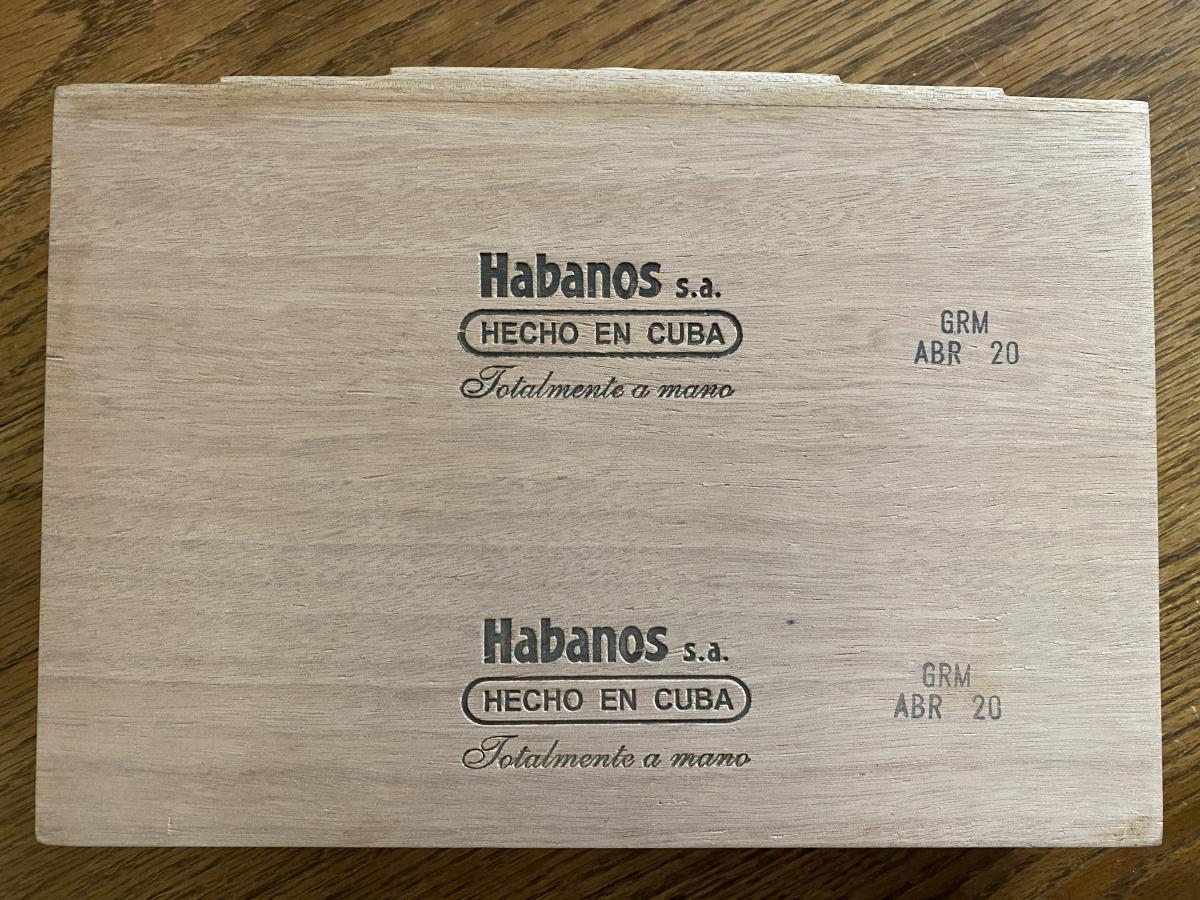 Habanos s.a.
HECHO EN CUBA
Totalmente a mano
GRM
ABR 20
Habanos s.a.
HECHO EN CUBA
Totalmente a mano
GRM
ABR 20